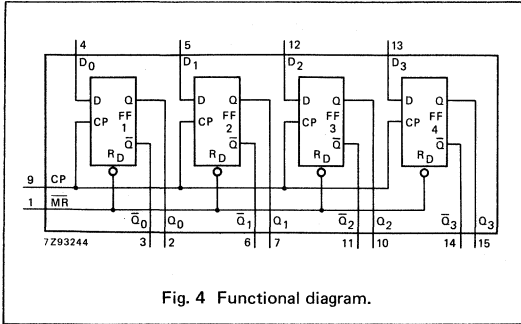 4 5 12 13
D0 D1 D2 D3
D Q D Q D Q D Q
FF FF FF FF
CP 1 CP 2 CP 3 CP 4
Q̅ Q̅ Q̅ Q̅
RD RD RD RD
9 CP
1 M̅R̅
Q̅0 Q0 Q̅1 Q1 Q̅2 Q2 Q̅3 Q3
7Z93244 3 2 6 7 11 10 14 15
Fig. 4 Functional diagram.